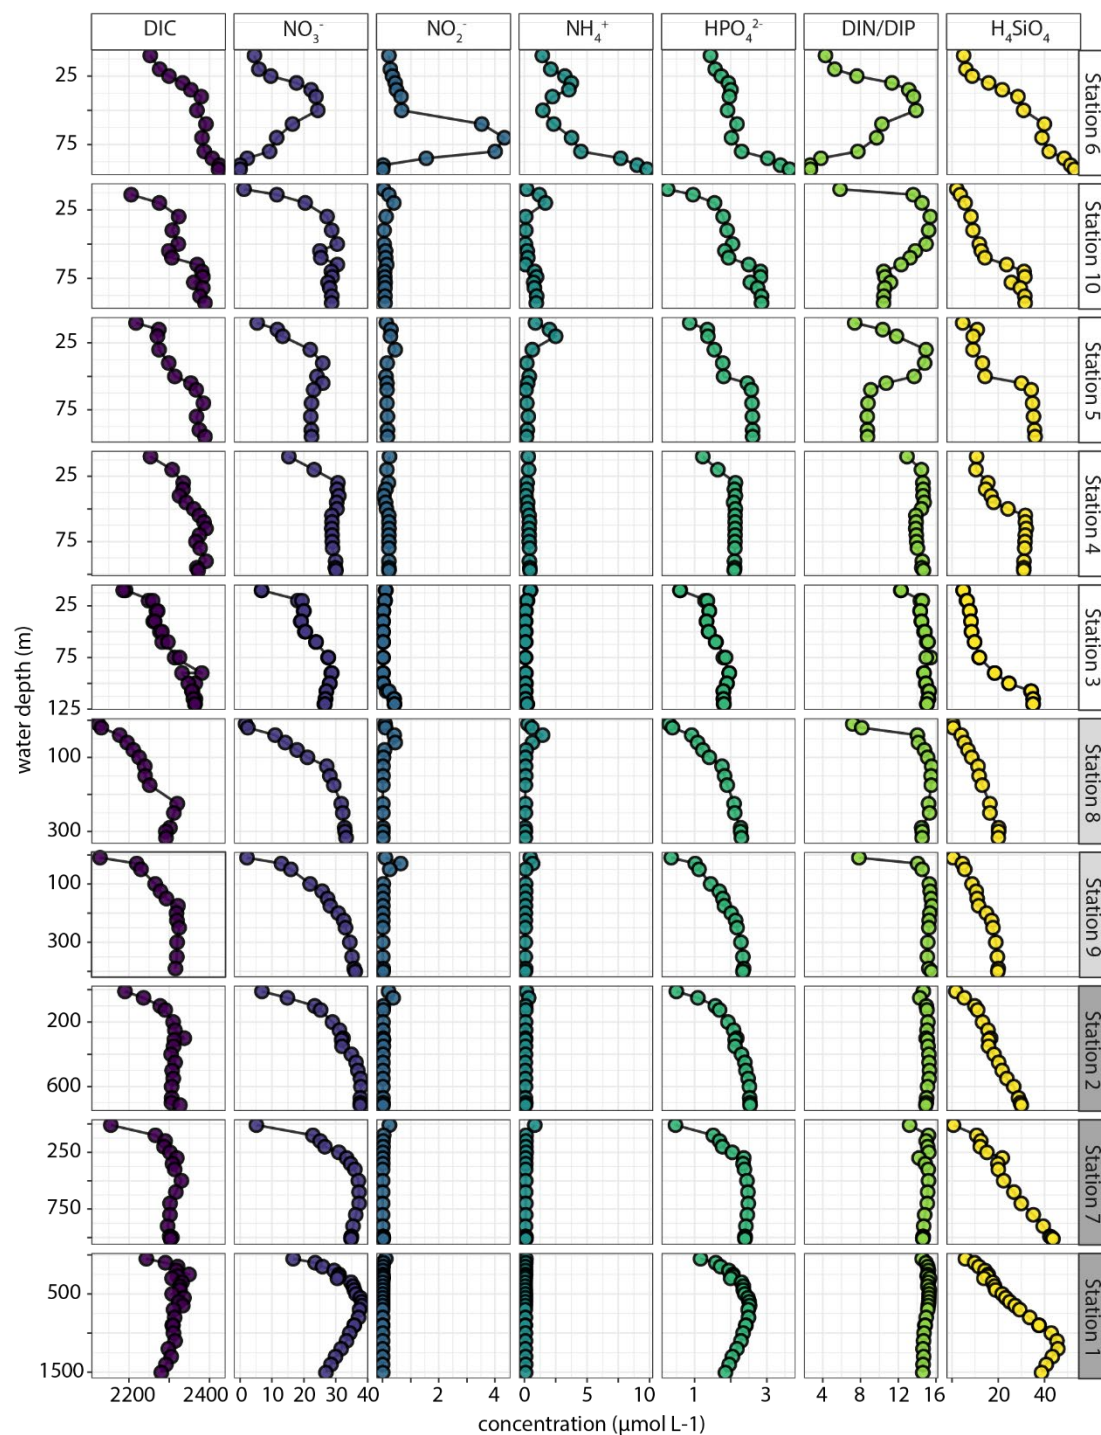 DIC NO₃⁻ NO₂⁻ NH₄⁺ HPO₄²⁻ DIN/DIP H₄SiO₄
25
75
Station 6
25
75
Station 10
25
75
Station 5
25
75
Station 4
25
75
125
Station 3
100
300
Station 8
100
300
Station 9
200
600
Station 2
250
750
Station 7
500
1500
Station 1
water depth (m)
2200 2400 0 10 20 30 40 0 2 4 0 5 10 1 3 4 8 12 16 0 20 40
concentration (µmol L-1)